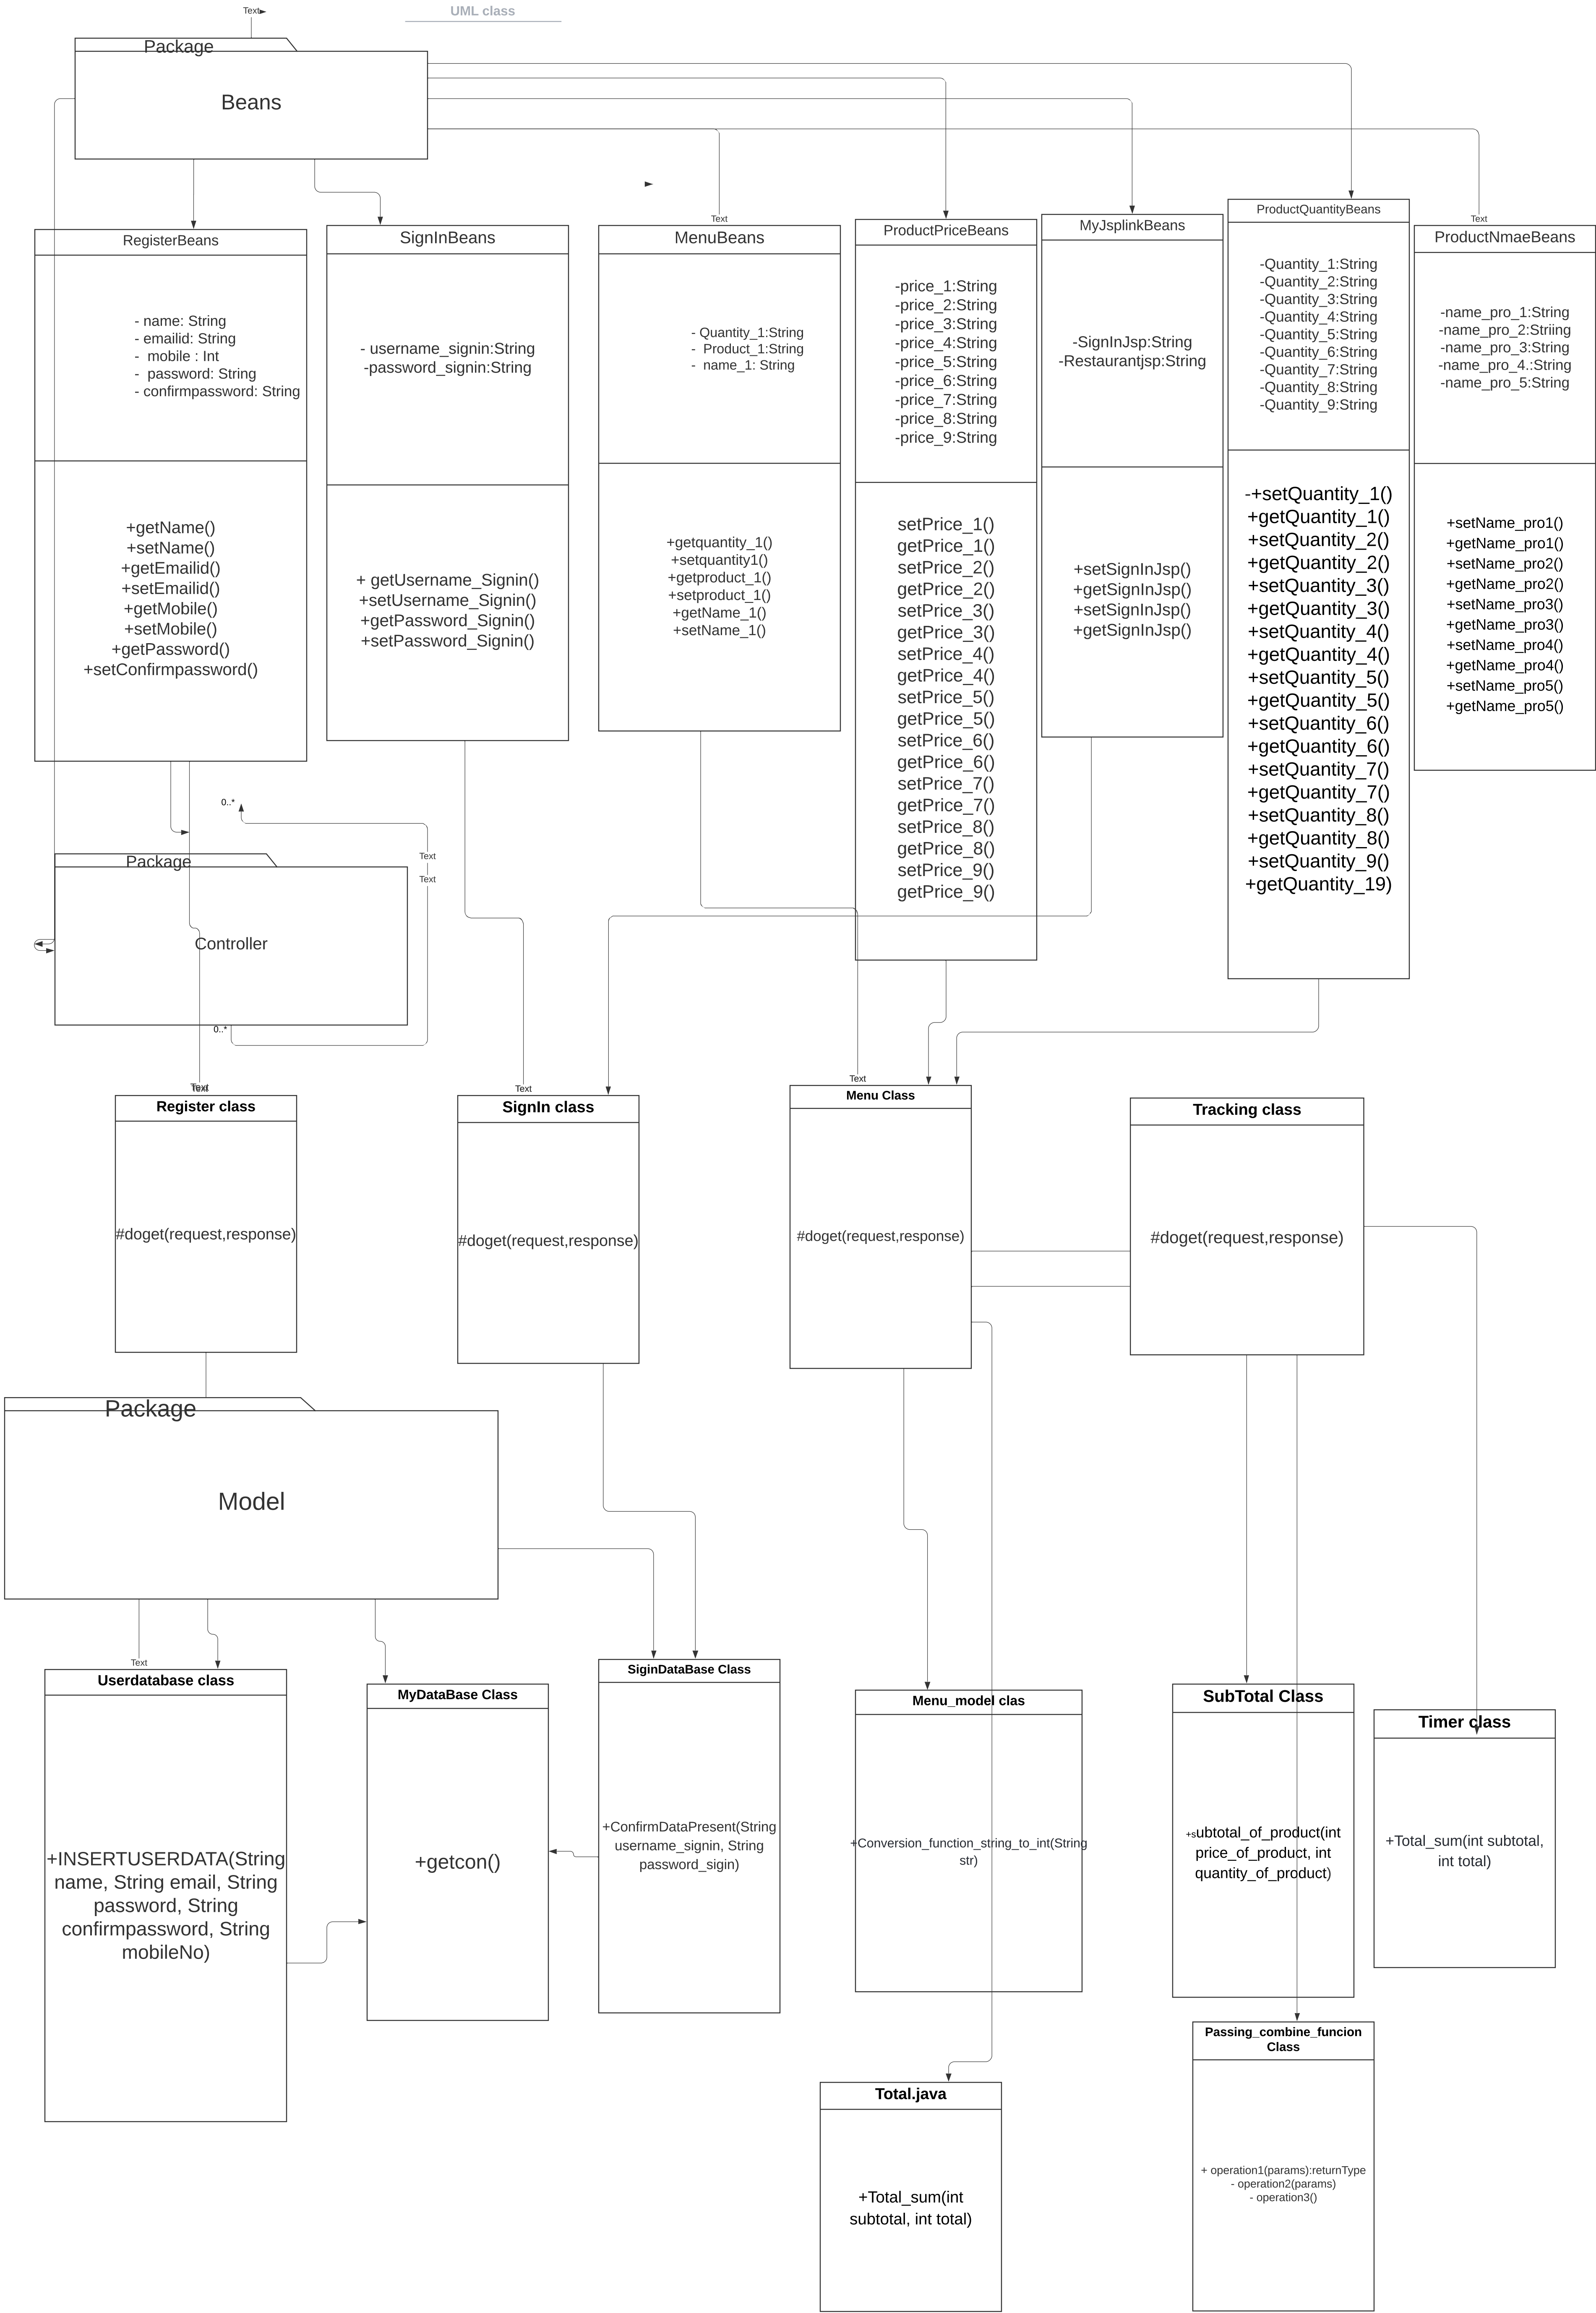 Text
UML class
Package
Beans
Text
Text
RegisterBeans
- name: String
- emailid: String
-  mobile : Int
-  password: String
- confirmpassword: String
+getName()
+setName()
+getEmailid()
+setEmailid()
+getMobile()
+setMobile()
+getPassword()
+setConfirmpassword()
SignInBeans
- username_signin:String
-password_signin:String
+ getUsername_Signin()
+setUsername_Signin()
+getPassword_Signin()
+setPassword_Signin()
MenuBeans
- Quantity_1:String
-  Product_1:String
-  name_1: String
+getquantity_1()
+setquantity1()
+getproduct_1()
+setproduct_1()
+getName_1()
+setName_1()
ProductPriceBeans
-price_1:String
-price_2:String
-price_3:String
-price_4:String
-price_5:String
-price_6:String
-price_7:String
-price_8:String
-price_9:String
setPrice_1()
getPrice_1()
setPrice_2()
getPrice_2()
setPrice_3()
getPrice_3()
setPrice_4()
getPrice_4()
setPrice_5()
getPrice_5()
setPrice_6()
getPrice_6()
setPrice_7()
getPrice_7()
setPrice_8()
getPrice_8()
setPrice_9()
getPrice_9()
MyJsplinkBeans
-SignInJsp:String
-Restaurantjsp:String
+setSignInJsp()
+getSignInJsp()
+setSignInJsp()
+getSignInJsp()
ProductQuantityBeans
-Quantity_1:String
-Quantity_2:String
-Quantity_3:String
-Quantity_4:String
-Quantity_5:String
-Quantity_6:String
-Quantity_7:String
-Quantity_8:String
-Quantity_9:String
-+setQuantity_1()
+getQuantity_1()
+setQuantity_2()
+getQuantity_2()
+setQuantity_3()
+getQuantity_3()
+setQuantity_4()
+getQuantity_4()
+setQuantity_5()
+getQuantity_5()
+setQuantity_6()
+getQuantity_6()
+setQuantity_7()
+getQuantity_7()
+setQuantity_8()
+getQuantity_8()
+setQuantity_9()
+getQuantity_19)
ProductNmaeBeans
-name_pro_1:String
-name_pro_2:Striing
-name_pro_3:String
-name_pro_4.:String
-name_pro_5:String
+setName_pro1()
+getName_pro1()
+setName_pro2()
+getName_pro2()
+setName_pro3()
+getName_pro3()
+setName_pro4()
+getName_pro4()
+setName_pro5()
+getName_pro5()
0..*
Text
Text
Package
Controller
0..*
Text
Text
Text
Text
Register class
#doget(request,response)
SignIn class
#doget(request,response)
Menu Class
#doget(request,response)
Tracking class
#doget(request,response)
Package
Model
Text
Userdatabase class
+INSERTUSERDATA(String
name, String email, String
password, String
confirmpassword, String
mobileNo)
MyDataBase Class
+getcon()
SiginDataBase Class
+ConfirmDataPresent(String
username_signin, String
password_sigin)
Menu_model clas
+Conversion_function_string_to_int(String
str)
SubTotal Class
+subtotal_of_product(int
price_of_product, int
quantity_of_product)
Timer class
+Total_sum(int subtotal,
int total)
Passing_combine_funcion
Class
+ operation1(params):returnType
- operation2(params)
- operation3()
Total.java
+Total_sum(int
subtotal, int total)